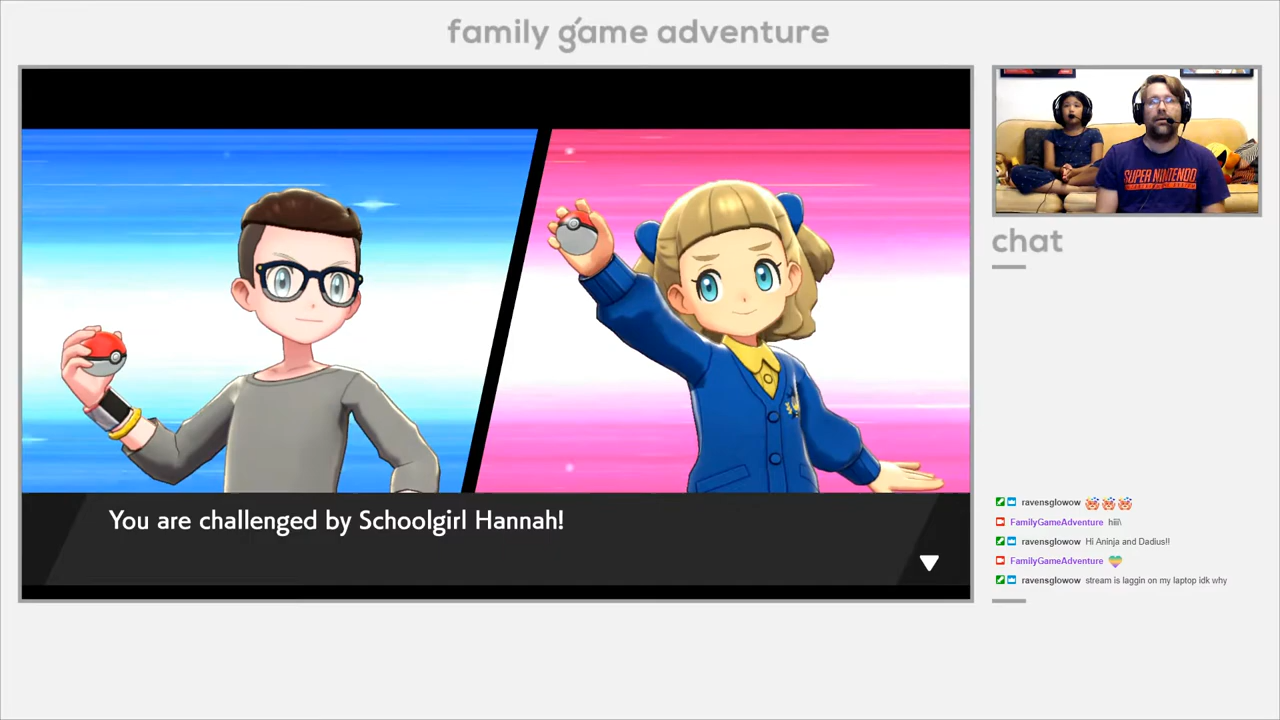 family game adventure
You are challenged by Schoolgirl Hannah!
SUPER NINTENDO
chat
ravensglowow
FamilyGameAdventure hiii\
ravensglowow Hi Aninja and Dadius!!
FamilyGameAdventure
ravensglowow stream is laggin on my laptop idk why